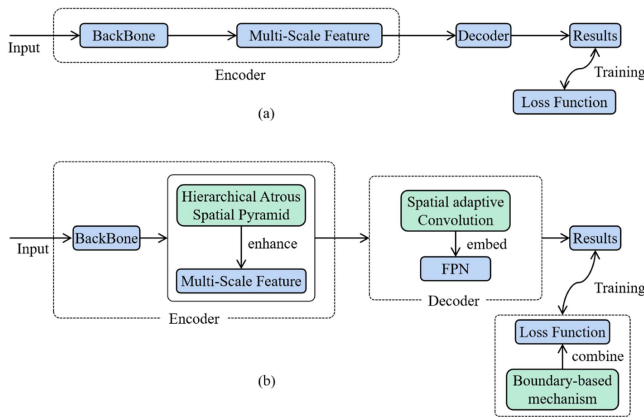 Input
BackBone
Multi-Scale Feature
Decoder
Results
Encoder
Training
Loss Function
(a)
Hierarchical Atrous
Spatial Pyramid
Spatial adaptive
Convolution
Input
BackBone
enhance
embed
Results
Multi-Scale Feature
FPN
Training
Encoder
Decoder
Loss Function
combine
(b)
Boundary-based
mechanism